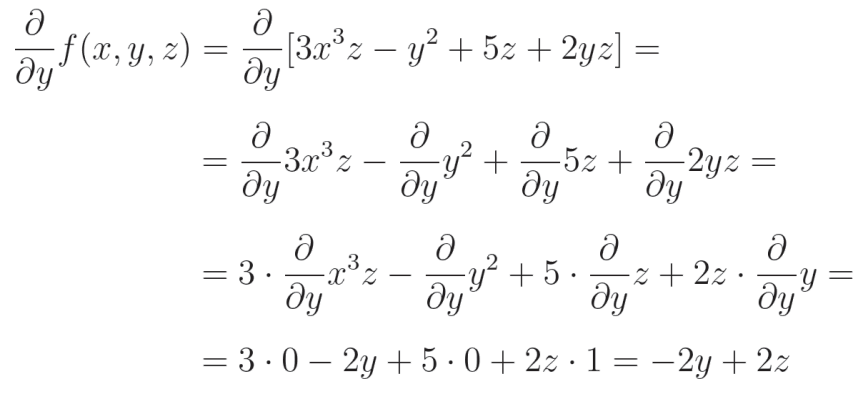 ∂/∂y f(x, y, z) = ∂/∂y [3x³z − y² + 5z + 2yz] =
= ∂/∂y 3x³z − ∂/∂y y² + ∂/∂y 5z + ∂/∂y 2yz =
= 3 · ∂/∂y x³z − ∂/∂y y² + 5 · ∂/∂y z + 2z · ∂/∂y y =
= 3 · 0 − 2y + 5 · 0 + 2z · 1 = −2y + 2z